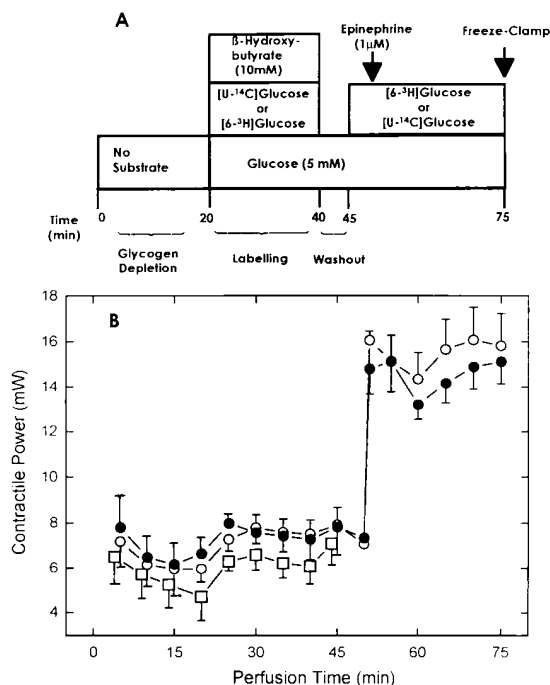 A
Epinephrine
(1µM)
Freeze-Clamp
ß-Hydroxy-
butyrate
(10mM)
[U-14C]Glucose
or
[6-3H]Glucose
[6-3H]Glucose
or
[U-14C]Glucose
No
Substrate
Glucose (5 mM)
Time
(min)
0
20
40
45
75
Glycogen
Depletion
Labelling
Washout
B
Contractile Power (mW)
18
16
14
12
10
8
6
4
0
15
30
45
60
75
Perfusion Time (min)